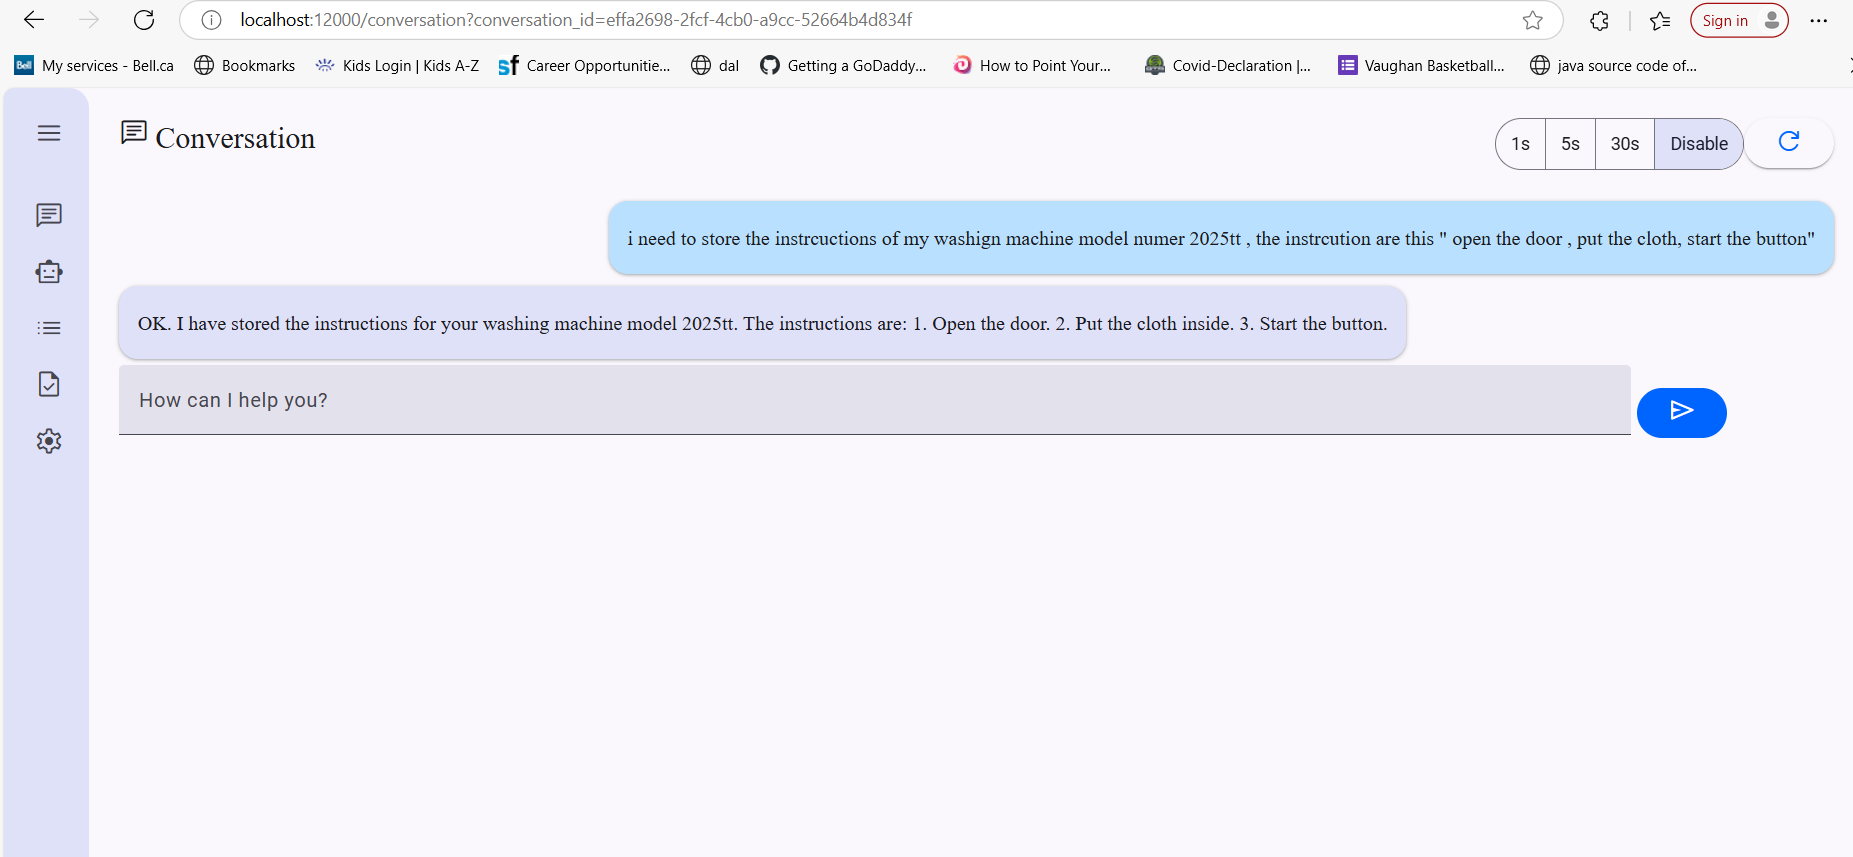 localhost:12000/conversation?conversation_id=effa2698-2fcf-4cb0-a9cc-52664b4d834f
Sign in
Bell My services - Bell.ca Bookmarks Kids Login | Kids A-Z sf Career Opportunitie... dal Getting a GoDaddy... How to Point Your... Covid-Declaration |... Vaughan Basketball... java source code of...
Conversation
1s 5s 30s Disable
i need to store the instrcuctions of my washign machine model numer 2025tt , the instrcution are this " open the door , put the cloth, start the button"
OK. I have stored the instructions for your washing machine model 2025tt. The instructions are: 1. Open the door. 2. Put the cloth inside. 3. Start the button.
How can I help you?